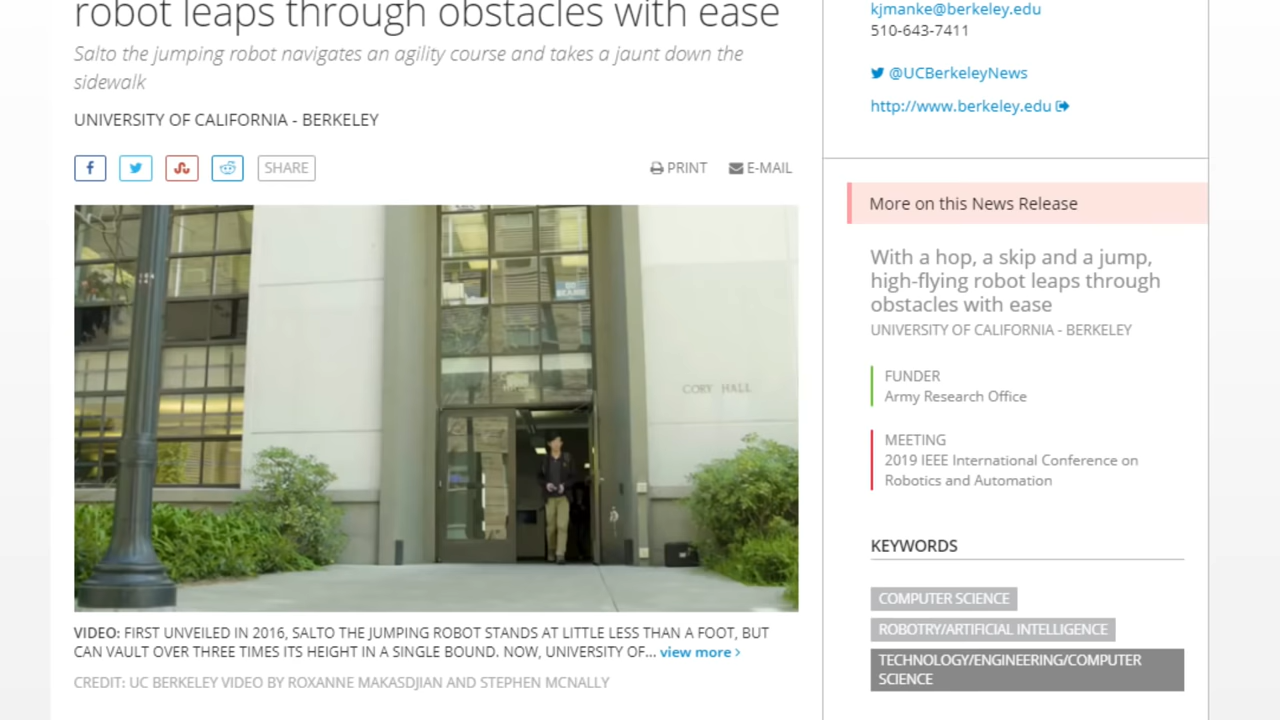 robot leaps through obstacles with ease
Salto the jumping robot navigates an agility course and takes a jaunt down the
sidewalk
UNIVERSITY OF CALIFORNIA - BERKELEY
SHARE
PRINT
E-MAIL
CORY HALL
VIDEO: FIRST UNVEILED IN 2016, SALTO THE JUMPING ROBOT STANDS AT LITTLE LESS THAN A FOOT, BUT
CAN VAULT OVER THREE TIMES ITS HEIGHT IN A SINGLE BOUND. NOW, UNIVERSITY OF... view more ›
CREDIT: UC BERKELEY VIDEO BY ROXANNE MAKASDJIAN AND STEPHEN MCNALLY
kjmanke@berkeley.edu
510-643-7411
@UCBerkeleyNews
http://www.berkeley.edu
More on this News Release
With a hop, a skip and a jump,
high-flying robot leaps through
obstacles with ease
UNIVERSITY OF CALIFORNIA - BERKELEY
FUNDER
Army Research Office
MEETING
2019 IEEE International Conference on
Robotics and Automation
KEYWORDS
COMPUTER SCIENCE
ROBOTRY/ARTIFICIAL INTELLIGENCE
TECHNOLOGY/ENGINEERING/COMPUTER
SCIENCE